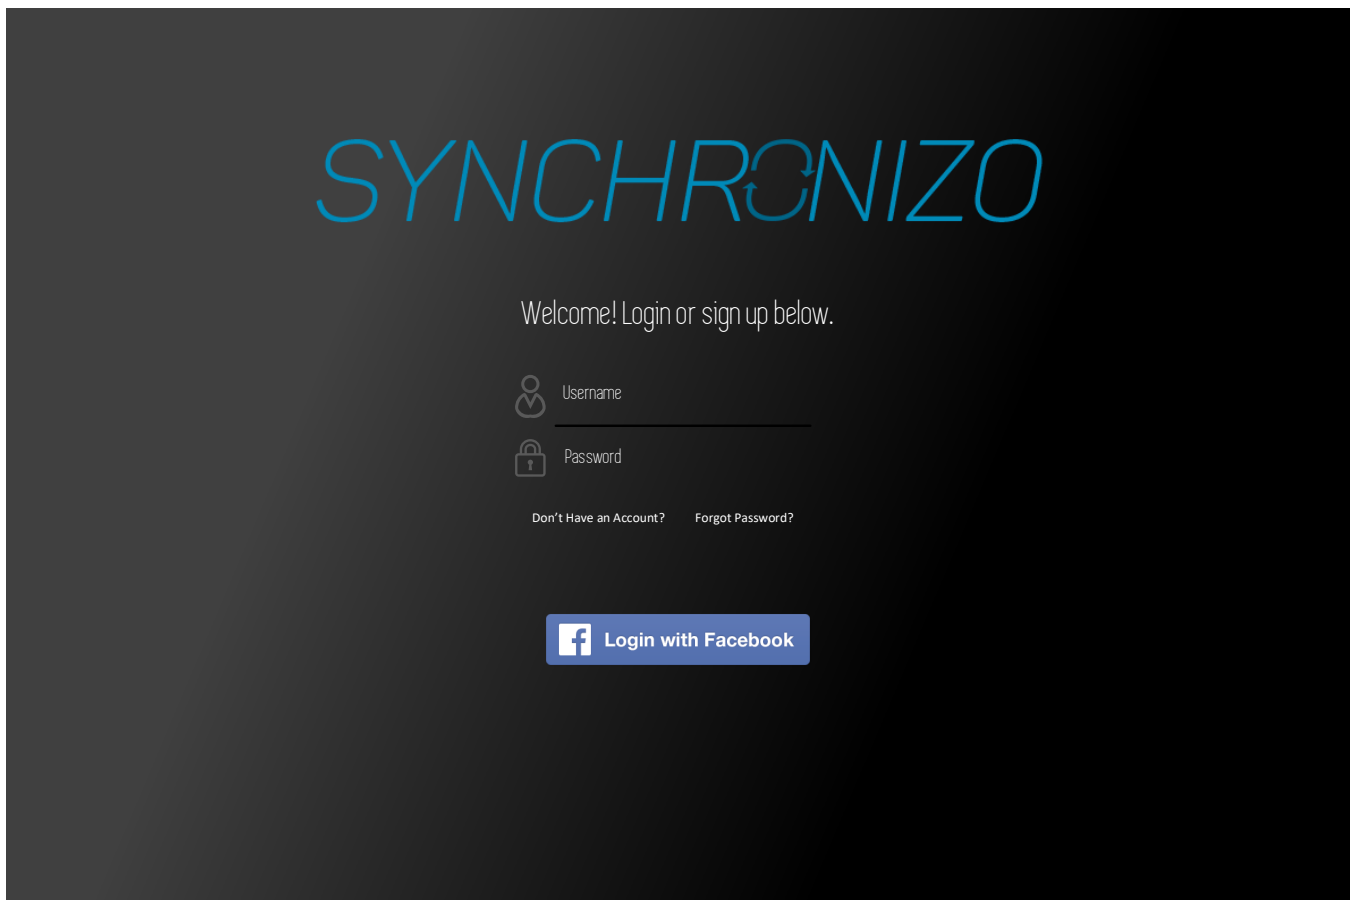 SYNCHRONIZO
Welcome! Login or sign up below.
Username
Password
Don’t Have an Account? Forgot Password?
Login with Facebook